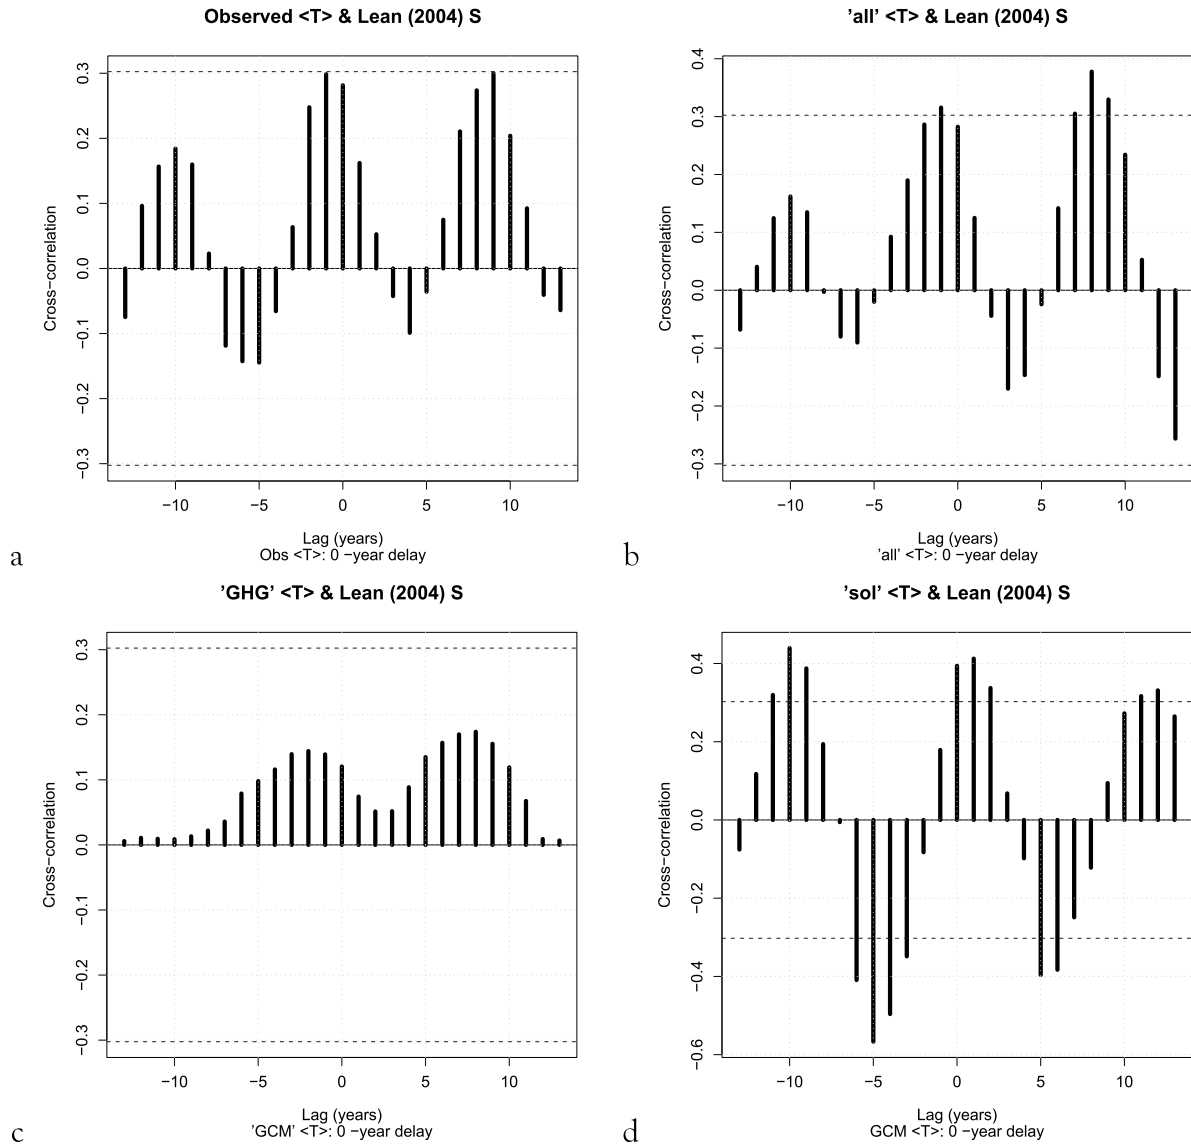 Observed <T> & Lean (2004) S
0.3
0.2
0.1
0.0
−0.1
−0.2
−0.3
Cross−correlation
−10 −5 0 5 10
Lag (years)
Obs <T>: 0 −year delay
a
’all’ <T> & Lean (2004) S
0.4
0.3
0.2
0.1
0.0
−0.1
−0.2
−0.3
Cross−correlation
−10 −5 0 5 10
Lag (years)
’all’ <T>: 0 −year delay
b
’GHG’ <T> & Lean (2004) S
0.3
0.2
0.1
0.0
−0.1
−0.2
−0.3
Cross−correlation
−10 −5 0 5 10
Lag (years)
’GCM’ <T>: 0 −year delay
c
’sol’ <T> & Lean (2004) S
0.4
0.2
0.0
−0.2
−0.4
−0.6
Cross−correlation
−10 −5 0 5 10
Lag (years)
GCM <T>: 0 −year delay
d